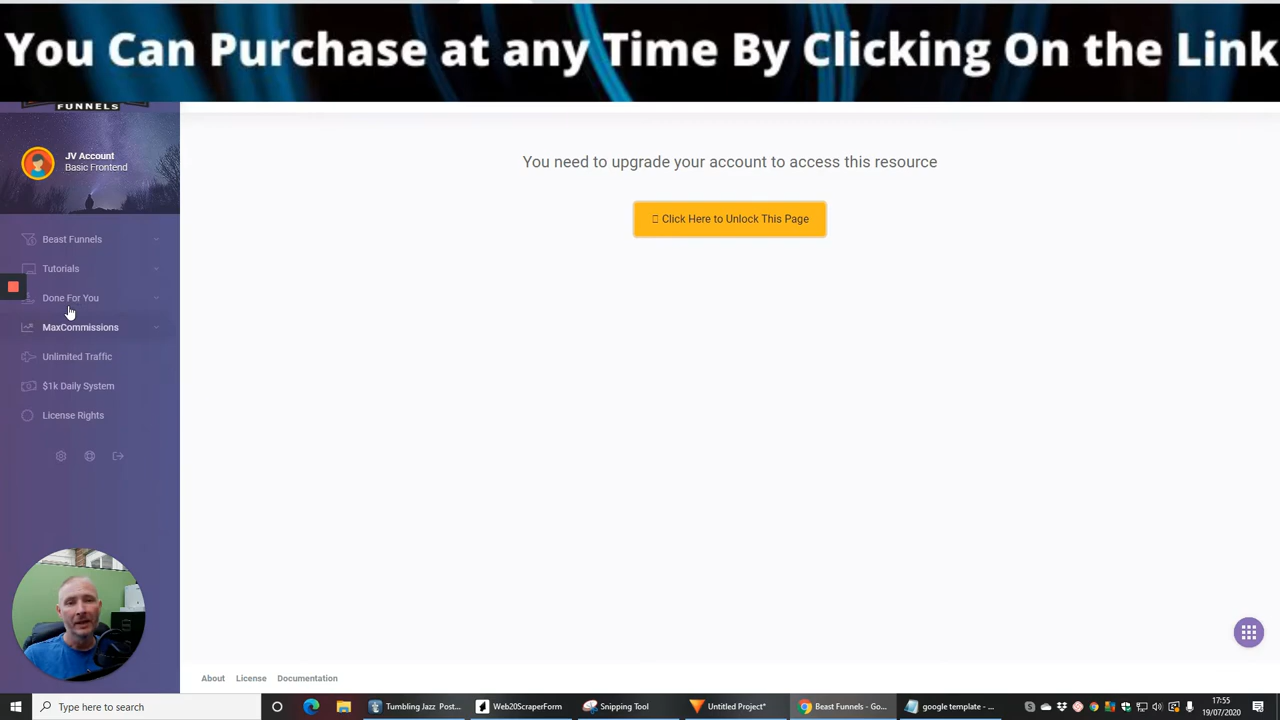 You Can Purchase at any Time By Clicking On the Link
FUNNELS
JV Account
Basic Frontend
Beast Funnels
Tutorials
Done For You
MaxCommissions
Unlimited Traffic
$1k Daily System
License Rights
You need to upgrade your account to access this resource
Click Here to Unlock This Page
About License Documentation
Type here to search
Tumbling Jazz Post...
Web20ScraperForm
Snipping Tool
Untitled Project*
Beast Funnels - Go...
google template - ...
17:55
19/07/2020